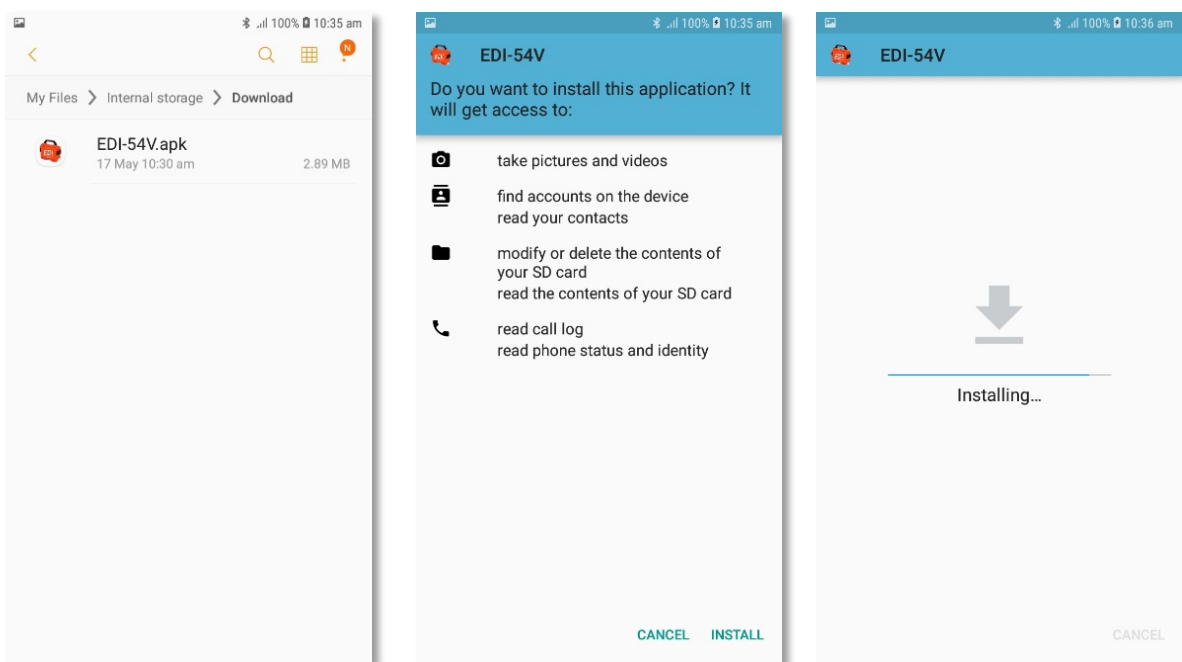 100% 10:35 am
N
My Files > Internal storage > Download
EDI
EDI-54V.apk
17 May 10:30 am 2.89 MB
100% 10:35 am
EDI
EDI-54V
Do you want to install this application? It
will get access to:
take pictures and videos
find accounts on the device
read your contacts
modify or delete the contents of
your SD card
read the contents of your SD card
read call log
read phone status and identity
CANCEL INSTALL
100% 10:36 am
EDI
EDI-54V
Installing...
CANCEL